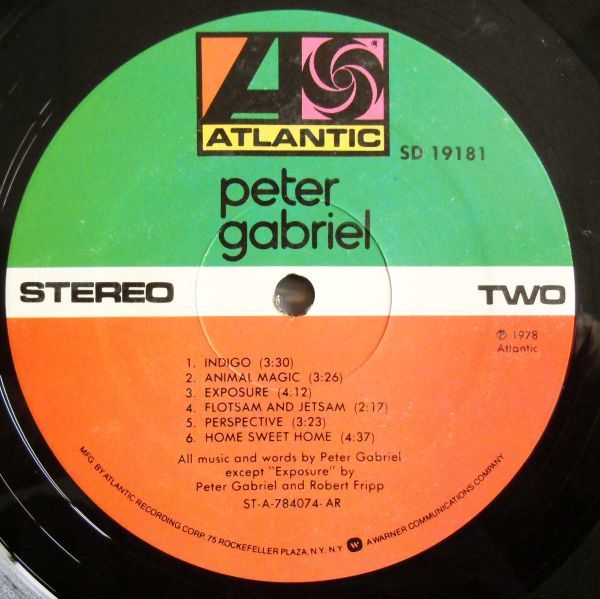 ATLANTIC
SD 19181
peter
gabriel
STEREO
TWO
℗ 1978
Atlantic
1. INDIGO (3:30)
2. ANIMAL MAGIC (3:26)
3. EXPOSURE (4:12)
4. FLOTSAM AND JETSAM (2:17)
5. PERSPECTIVE (3:23)
6. HOME SWEET HOME (4:37)
All music and words by Peter Gabriel
except "Exposure" by
Peter Gabriel and Robert Fripp
ST-A-784074-AR
MFG. BY ATLANTIC RECORDING CORP. 75 ROCKEFELLER PLAZA, N.Y. N.Y. A WARNER COMMUNICATIONS COMPANY